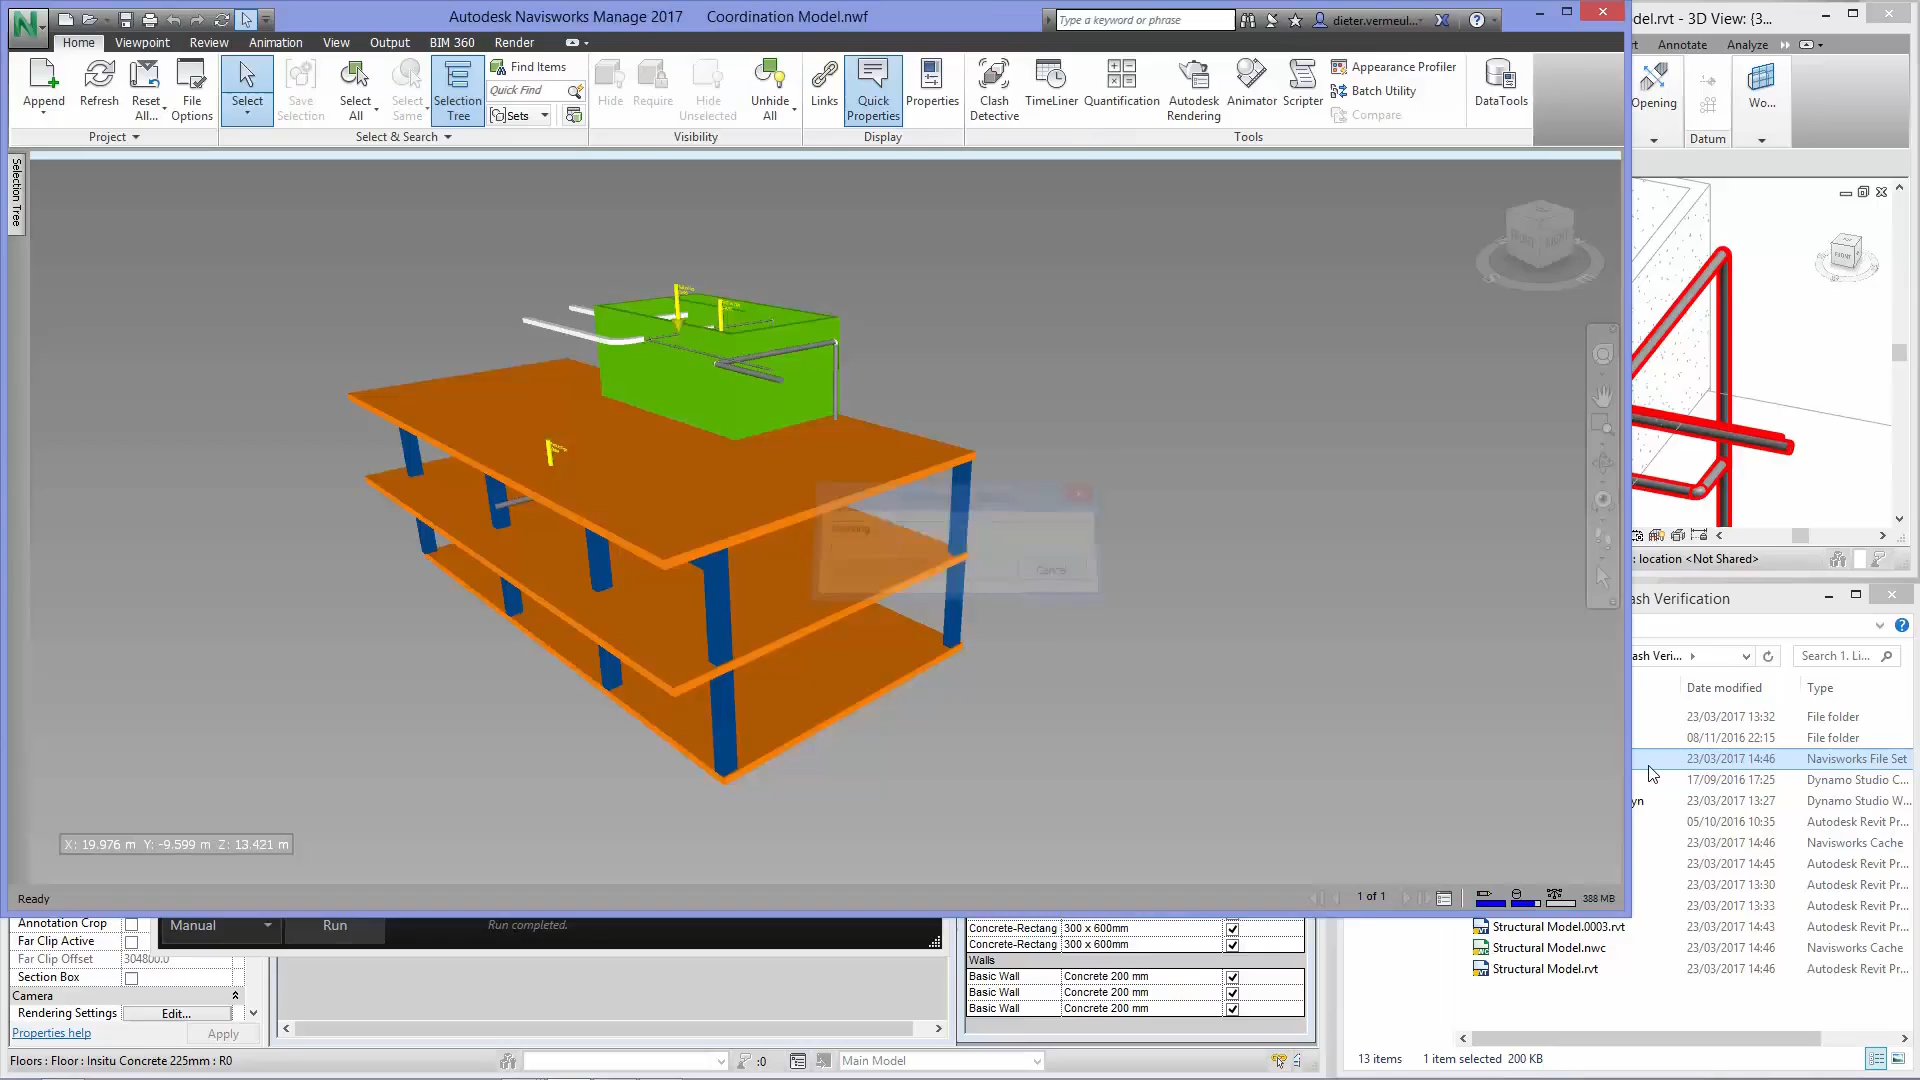 Autodesk Navisworks Manage 2017 Coordination Model.nwf
Type a keyword or phrase
dieter.vermeul...
del.rvt - 3D View: {3...
Home Viewpoint Review Animation View Output BIM 360 Render
Annotate Analyze
Append
Refresh
Reset All...
File Options
Select
Save Selection
Select All
Select Same
Selection Tree
Find Items
Quick Find
Sets
Hide
Require
Hide Unselected
Unhide All
Links
Quick Properties
Properties
Clash Detective
TimeLiner
Quantification
Autodesk Rendering
Animator
Scripter
Appearance Profiler
Batch Utility
Compare
DataTools
Opening
Wo...
Datum
Project
Select & Search
Visibility
Display
Tools
Selection Tree
Cancel
X: 19.976 m Y: -9.599 m Z: 13.421 m
Ready
1 of 1
388 MB
: location <Not Shared>
ash Verification
ash Veri...
Search 1. Li...
Date modified Type
23/03/2017 13:32 File folder
08/11/2016 22:15 File folder
23/03/2017 14:46 Navisworks File Set
17/09/2016 17:25 Dynamo Studio C...
yn 23/03/2017 13:27 Dynamo Studio W...
05/10/2016 10:35 Autodesk Revit Pr...
23/03/2017 14:46 Navisworks Cache
23/03/2017 14:45 Autodesk Revit Pr...
23/03/2017 13:30 Autodesk Revit Pr...
23/03/2017 13:33 Autodesk Revit Pr...
Structural Model.0003.rvt 23/03/2017 14:43 Autodesk Revit Pr...
Structural Model.nwc 23/03/2017 14:46 Navisworks Cache
Structural Model.rvt 23/03/2017 14:46 Autodesk Revit Pr...
13 items 1 item selected 200 KB
Annotation Crop
Far Clip Active
Far Clip Offset 304800.0
Section Box
Camera
Rendering Settings Edit...
Properties help Apply
Manual Run Run completed.
Concrete-Rectang 300 x 600mm
Concrete-Rectang 300 x 600mm
Walls
Basic Wall Concrete 200 mm
Basic Wall Concrete 200 mm
Basic Wall Concrete 200 mm
Floors : Floor : Insitu Concrete 225mm : R0
:0
Main Model